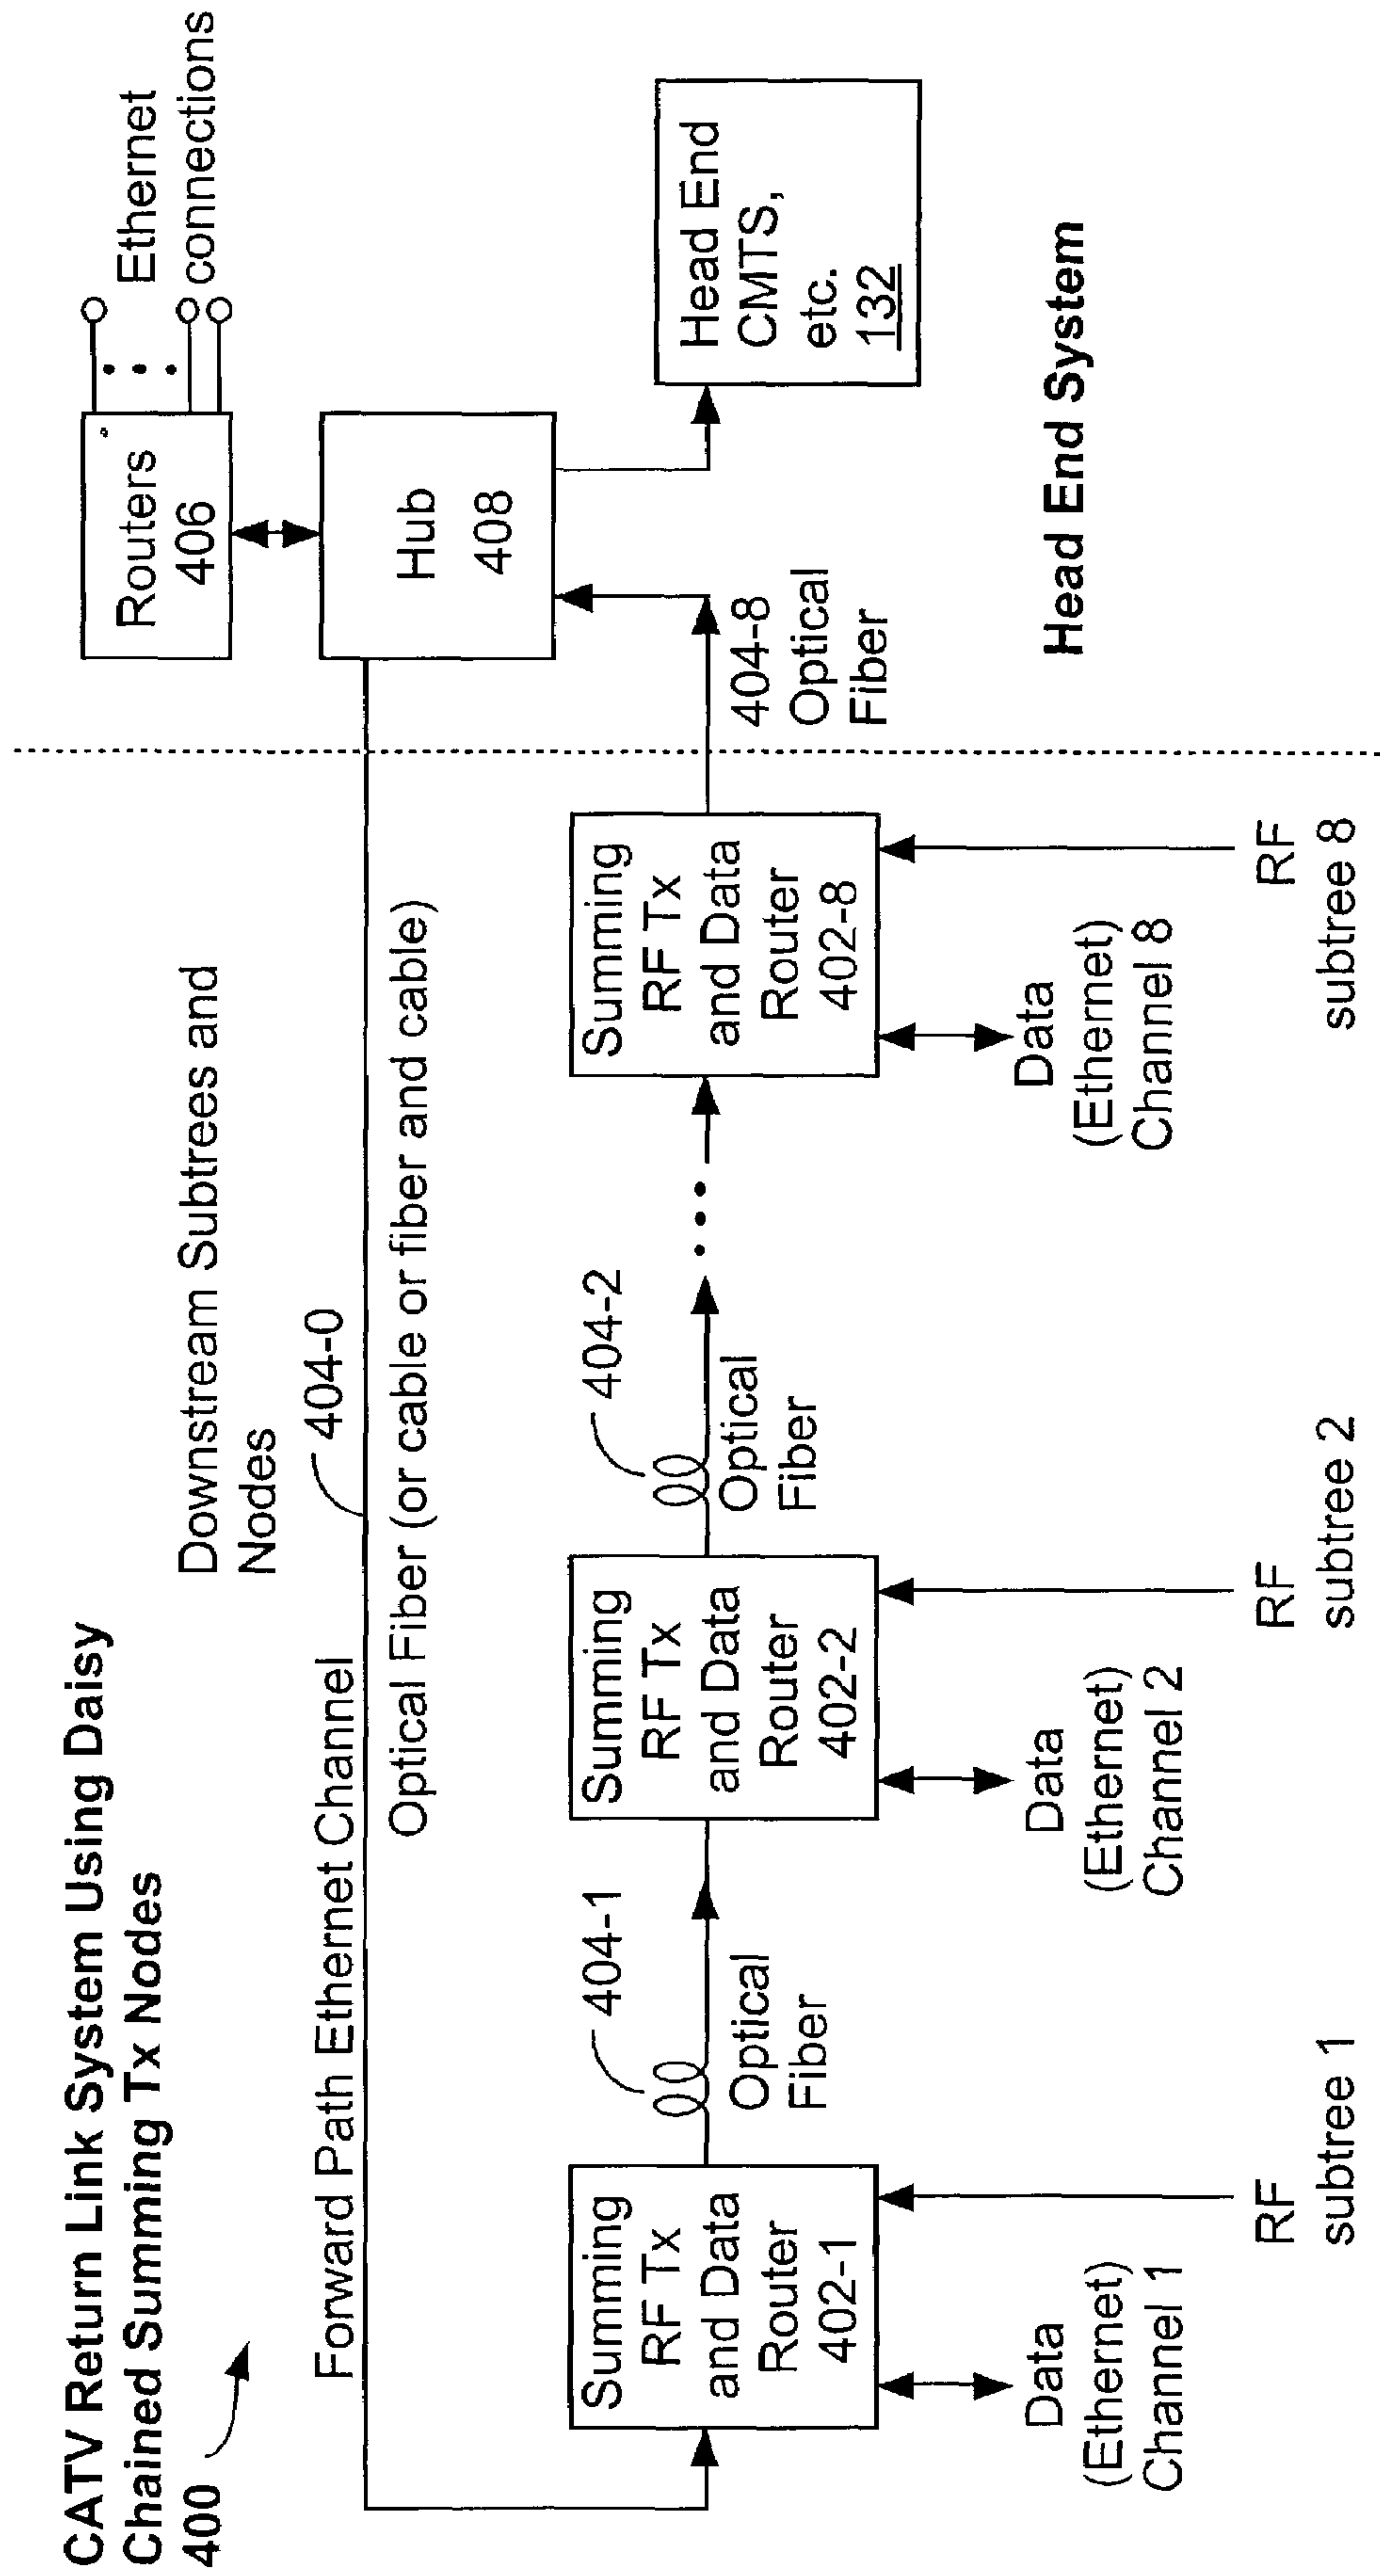 CATV Return Link System Using Daisy
Chained Summing Tx Nodes
400
Downstream Subtrees and
Nodes
Forward Path Ethernet Channel
404-0
Optical Fiber (or cable or fiber and cable)
Routers
406
Ethernet
connections
Hub
408
Head End
CMTS,
etc.
132
Summing
RF Tx
and Data
Router
402-1
404-1
Optical
Fiber
Summing
RF Tx
and Data
Router
402-2
404-2
Optical
Fiber
Summing
RF Tx
and Data
Router
402-8
404-8
Optical
Fiber
Data
(Ethernet)
Channel 1
RF
subtree 1
Data
(Ethernet)
Channel 2
RF
subtree 2
Data
(Ethernet)
Channel 8
RF
subtree 8
Head End System